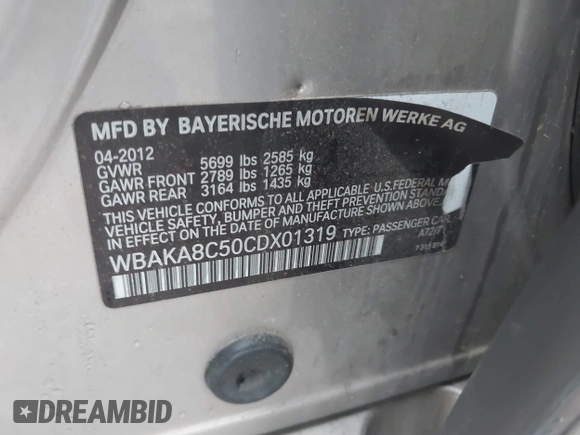 MFD BY BAYERISCHE MOTOREN WERKE AG
04-2012
GVWR 5699 lbs 2585 kg
GAWR FRONT 2789 lbs 1265 kg
GAWR REAR 3164 lbs 1435 kg
THIS VEHICLE CONFORMS TO ALL APPLICABLE U.S. FEDERAL M
VEHICLE SAFETY, BUMPER AND THEFT PREVENTION STAND
IN EFFECT ON THE DATE OF MANUFACTURE SHOWN ABOVE.
WBAKA8C50CDX01319 TYPE: PASSENGER CAR
A72/7
DREAMBID